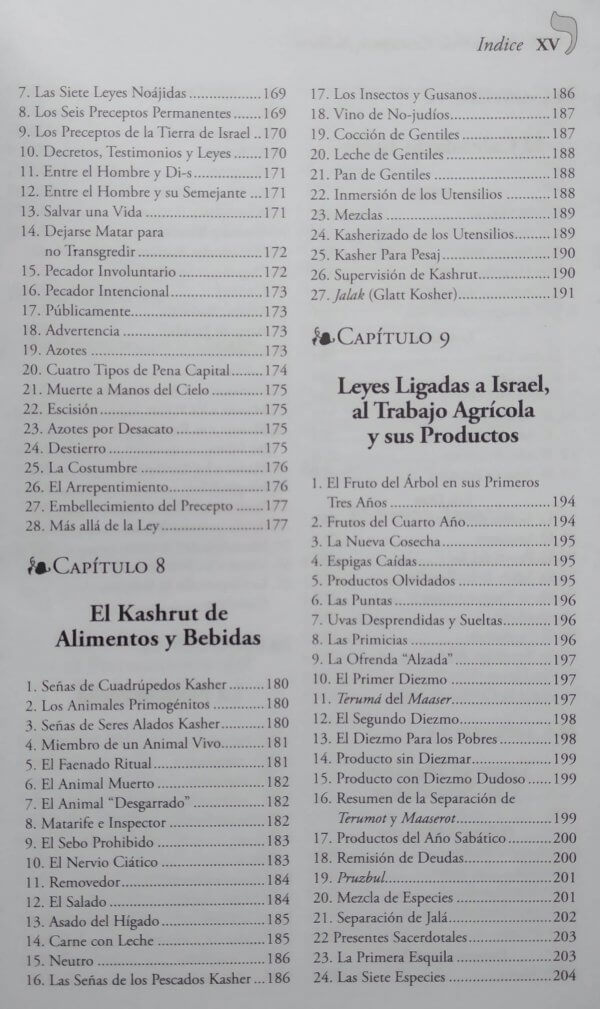 Indice XV
7. Las Siete Leyes Noájidas.................169
8. Los Seis Preceptos Permanentes.......169
9. Los Preceptos de la Tierra de Israel ..170
10. Decretos, Testimonios y Leyes........170
11. Entre el Hombre y Di-s.................171
12. Entre el Hombre y su Semejante ...171
13. Salvar una Vida ............................171
14. Dejarse Matar para
no Transgredir .............................172
15. Pecador Involuntario....................172
16. Pecador Intencional......................173
17. Públicamente...............................173
18. Advertencia .................................173
19. Azotes .........................................173
20. Cuatro Tipos de Pena Capital........174
21. Muerte a Manos del Cielo............175
22. Escisión.......................................175
23. Azotes por Desacato.....................175
24. Destierro .....................................175
25. La Costumbre .............................176
26. El Arrepentimiento......................176
27. Embellecimiento del Precepto ......177
28. Más allá de la Ley ........................177
CAPÍTULO 8
El Kashrut de
Alimentos y Bebidas
1. Señas de Cuadrúpedos Kasher.........180
2. Los Animales Primogénitos ............180
3. Señas de Seres Alados Kasher..........180
4. Miembro de un Animal Vivo..........181
5. El Faenado Ritual ..........................181
6. El Animal Muerto .........................182
7. El Animal “Desgarrado” .................182
8. Matarife e Inspector ......................182
9. El Sebo Prohibido .........................183
10. El Nervio Ciático ........................183
11. Removedor..................................184
12. El Salado .....................................184
13. Asado del Hígado.........................185
14. Carne con Leche ..........................185
15. Neutro ........................................186
16. Las Señas de los Pescados Kasher ...186
17. Los Insectos y Gusanos.................186
18. Vino de No-judíos........................187
19. Cocción de Gentiles.....................187
20. Leche de Gentiles.........................188
21. Pan de Gentiles ...........................188
22. Inmersión de los Utensilios ..........188
23. Mezclas .......................................189
24. Kasherizado de los Utensilios........189
25. Kasher Para Pesaj .........................190
26. Supervisión de Kashrut.................190
27. Jalak (Glatt Kosher)......................191
CAPÍTULO 9
Leyes Ligadas a Israel,
al Trabajo Agrícola
y sus Productos
1. El Fruto del Árbol en sus Primeros
Tres Años .....................................194
2. Frutos del Cuarto Año...................194
3. La Nueva Cosecha .........................195
4. Espigas Caídas...............................195
5. Productos Olvidados .....................195
6. Las Puntas ....................................196
7. Uvas Desprendidas y Sueltas...........196
8. Las Primicias ................................196
9. La Ofrenda “Alzada”......................197
10. El Primer Diezmo ........................197
11. Terumá del Maaser.......................197
12. El Segundo Diezmo......................198
13. El Diezmo Para los Pobres ...........198
14. Producto sin Diezmar...................199
15. Producto con Diezmo Dudoso .....199
16. Resumen de la Separación de
Terumot y Maaserot.......................199
17. Productos del Año Sabático ..........200
18. Remisión de Deudas.....................200
19. Pruzbul........................................201
20. Mezcla de Especies .......................201
21. Separación de Jalá.........................202
22 Presentes Sacerdotales....................203
23. La Primera Esquila .......................203
24. Las Siete Especies .........................204